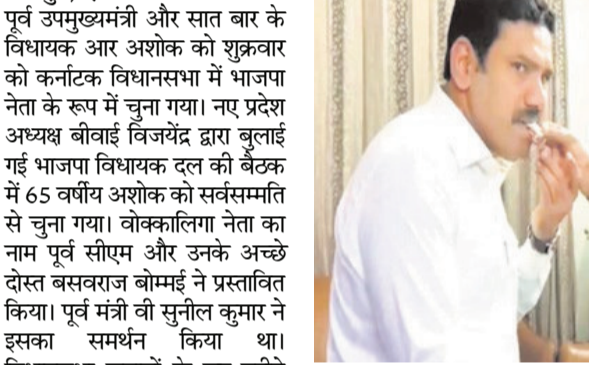 पूर्व उपमुख्यमंत्री और सात बार के
विधायक आर अशोक को शुक्रवार
को कर्नाटक विधानसभा में भाजपा
नेता के रूप में चुना गया। नए प्रदेश
अध्यक्ष बीवाई विजयेंद्र द्वारा बुलाई
गई भाजपा विधायक दल की बैठक
में 65 वर्षीय अशोक को सर्वसम्मति
से चुना गया। वोक्कालिगा नेता का
नाम पूर्व सीएम और उनके अच्छे
दोस्त बसवराज बोम्मई ने प्रस्तावित
किया। पूर्व मंत्री वी सुनील कुमार ने
इसका समर्थन किया था।